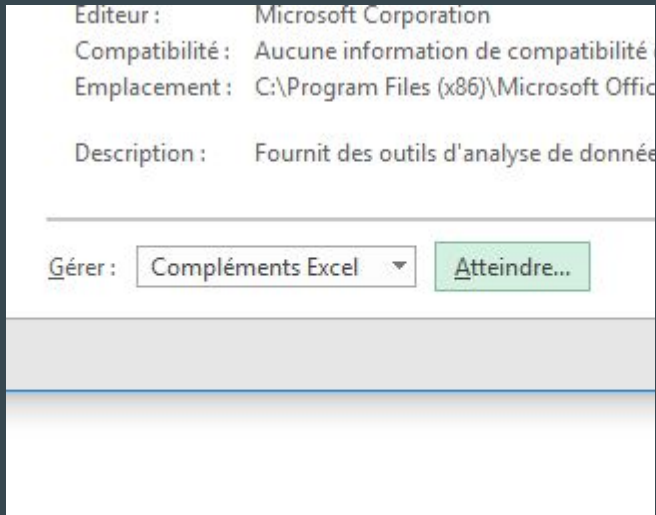 Editeur : Microsoft Corporation
Compatibilité : Aucune information de compatibilité
Emplacement : C:\Program Files (x86)\Microsoft Offic
Description : Fournit des outils d'analyse de donnée
Gérer : Compléments Excel Atteindre...